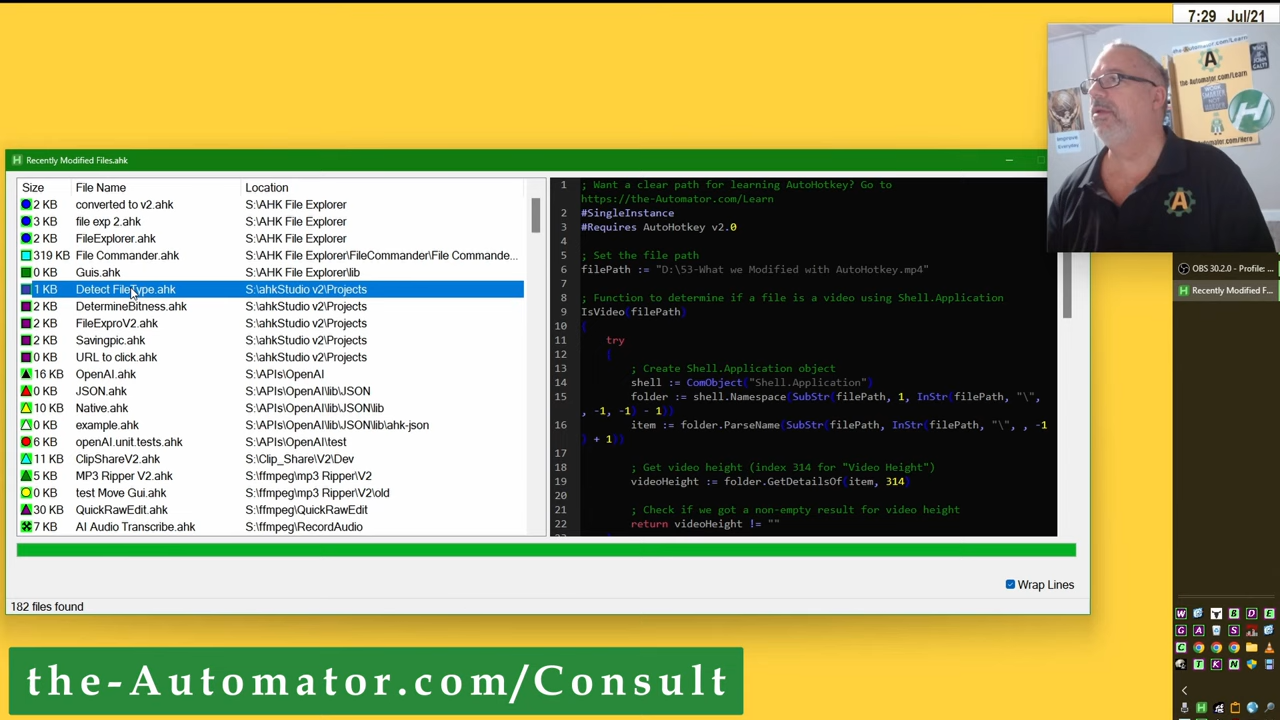 7:29 Jul/21
the Automator.com/Learn
Improve Everyday
Recently Modified Files.ahk
Size File Name Location
2 KB converted to v2.ahk S:\AHK File Explorer
3 KB file exp 2.ahk S:\AHK File Explorer
2 KB FileExplorer.ahk S:\AHK File Explorer
319 KB File Commander.ahk S:\AHK File Explorer\FileCommander\File Commande...
0 KB Guis.ahk S:\AHK File Explorer\lib
1 KB Detect FileType.ahk S:\ahkStudio v2\Projects
2 KB DetermineBitness.ahk S:\ahkStudio v2\Projects
2 KB FileExproV2.ahk S:\ahkStudio v2\Projects
2 KB Savingpic.ahk S:\ahkStudio v2\Projects
0 KB URL to click.ahk S:\ahkStudio v2\Projects
16 KB OpenAI.ahk S:\APIs\OpenAI
0 KB JSON.ahk S:\APIs\OpenAI\lib\JSON
10 KB Native.ahk S:\APIs\OpenAI\lib\JSON\lib
0 KB example.ahk S:\APIs\OpenAI\lib\JSON\lib\ahk-json
6 KB openAI.unit.tests.ahk S:\APIs\OpenAI\test
11 KB ClipShareV2.ahk S:\Clip_Share\V2\Dev
5 KB MP3 Ripper V2.ahk S:\ffmpeg\mp3 Ripper\V2
0 KB test Move Gui.ahk S:\ffmpeg\mp3 Ripper\V2\old
30 KB QuickRawEdit.ahk S:\ffmpeg\QuickRawEdit
7 KB AI Audio Transcribe.ahk S:\ffmpeg\RecordAudio
1 ; Want a clear path for learning AutoHotkey? Go to
https://the-Automator.com/Learn
2 #SingleInstance
3 #Requires AutoHotkey v2.0
4
5 ; Set the file path
6 filePath := "D:\53-What we Modified with AutoHotkey.mp4"
7
8 ; Function to determine if a file is a video using Shell.Application
9 IsVideo(filePath)
10 {
11 try
12 {
13 ; Create Shell.Application object
14 shell := ComObject("Shell.Application")
15 folder := shell.Namespace(SubStr(filePath, 1, InStr(filePath, "\",
, -1, -1) - 1))
16 item := folder.ParseName(SubStr(filePath, InStr(filePath, "\", , -1
) + 1))
17
18 ; Get video height (index 314 for "Video Height")
19 videoHeight := folder.GetDetailsOf(item, 314)
20
21 ; Check if we got a non-empty result for video height
22 return videoHeight != ""
Wrap Lines
182 files found
OBS 30.2.0 - Profile: ...
Recently Modified F...
the-Automator.com/Consult